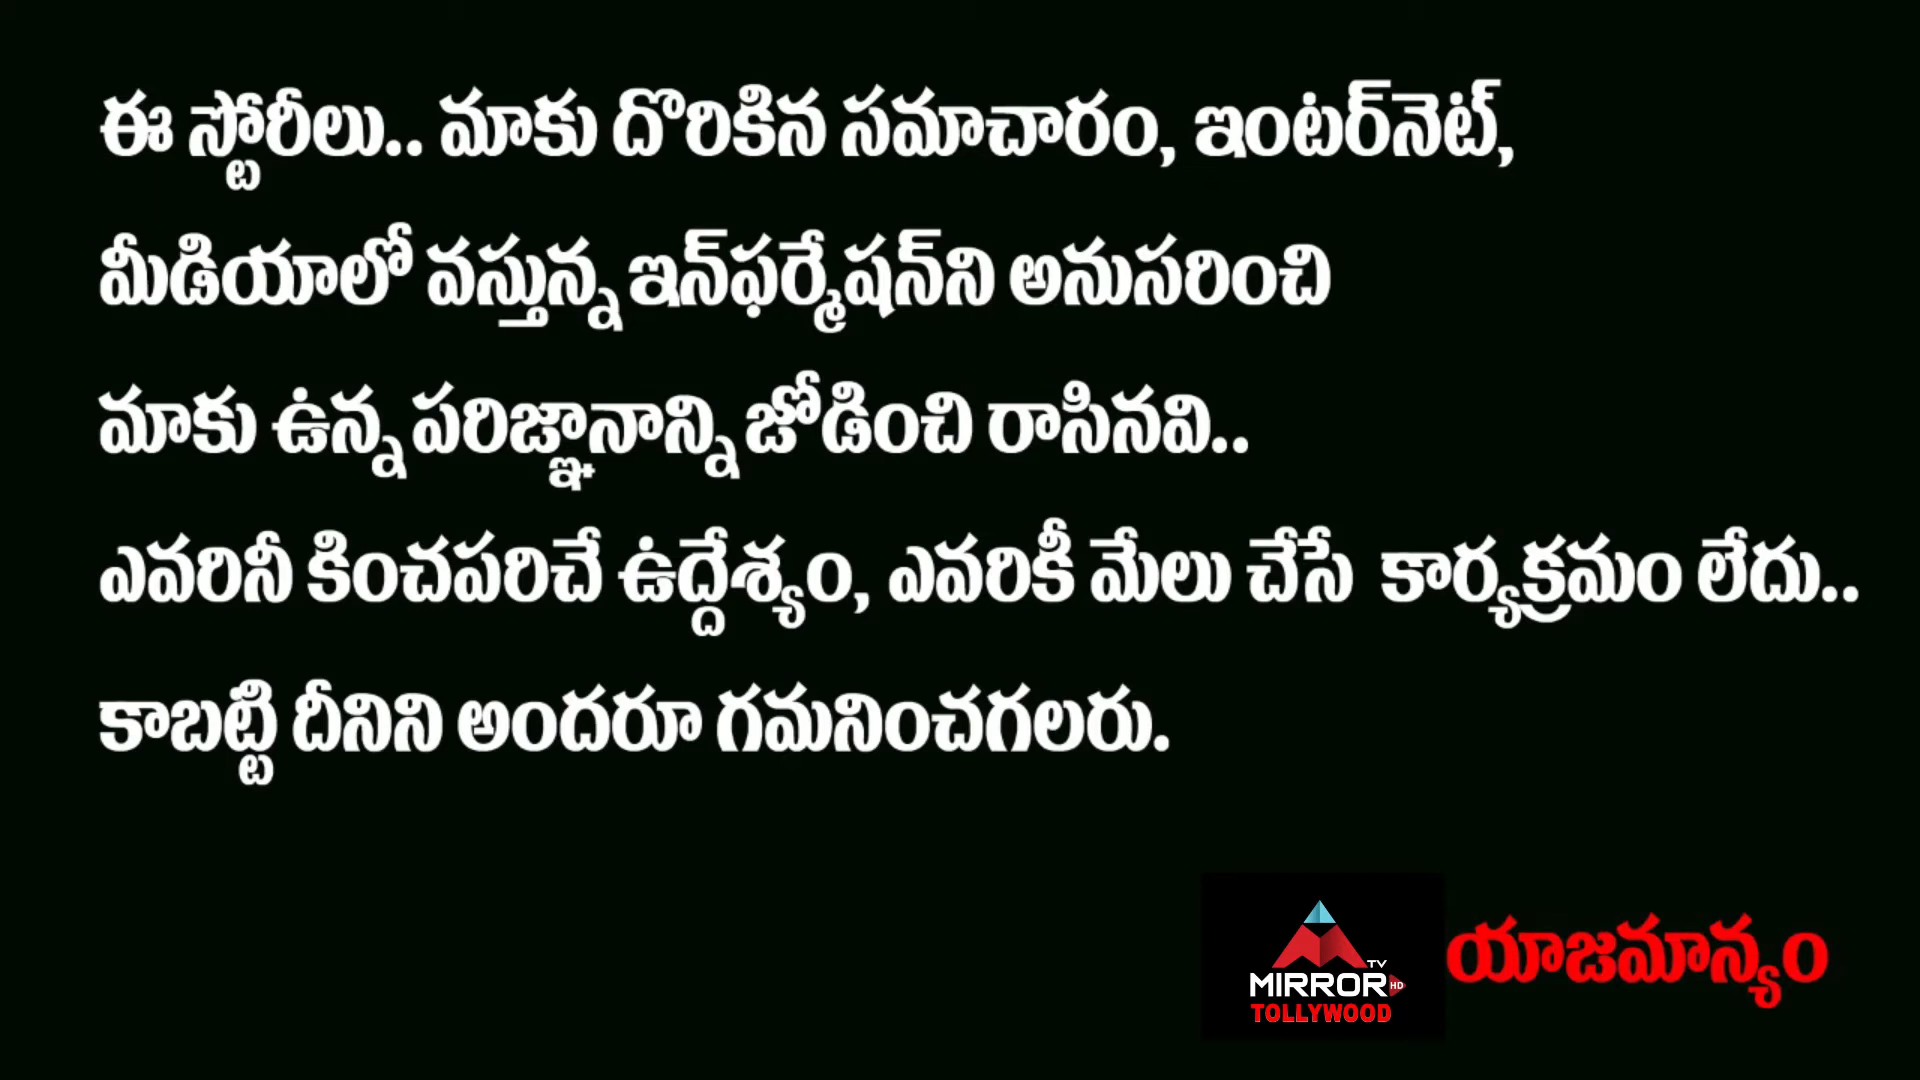 ఈ స్టోరీలు.. మాకు దొరికిన సమాచారం, ఇంటర్‌నెట్,
మీడియాలో వస్తున్న ఇన్‌ఫర్మేషన్‌ని అనుసరించి
మాకు ఉన్న పరిజ్ఞానాన్ని జోడించి రాసినవి..
ఎవరినీ కించపరిచే ఉద్దేశ్యం, ఎవరికీ మేలు చేసే కార్యక్రమం లేదు..
కాబట్టి దీనిని అందరూ గమనించగలరు.
యాజమాన్యం
TV
MIRROR HD
TOLLYWOOD